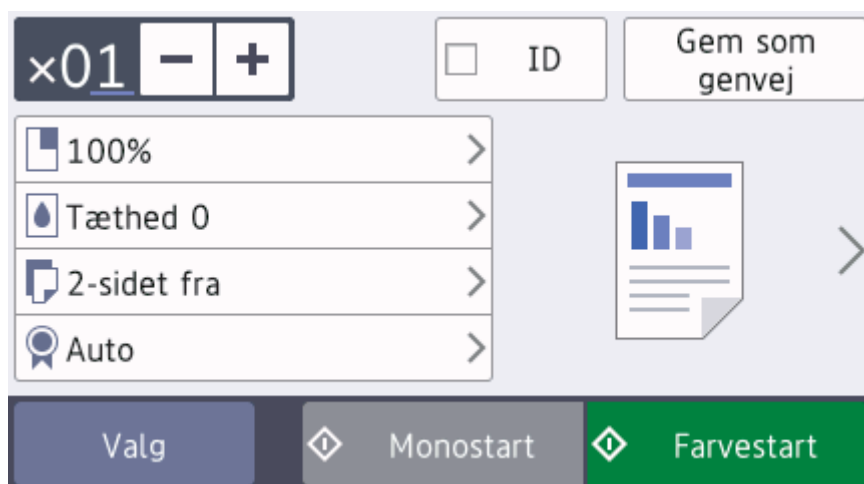 ×01 − +
ID
Gem som
genvej
100%
Tæthed 0
2-sidet fra
Auto
Valg
Monostart
Farvestart